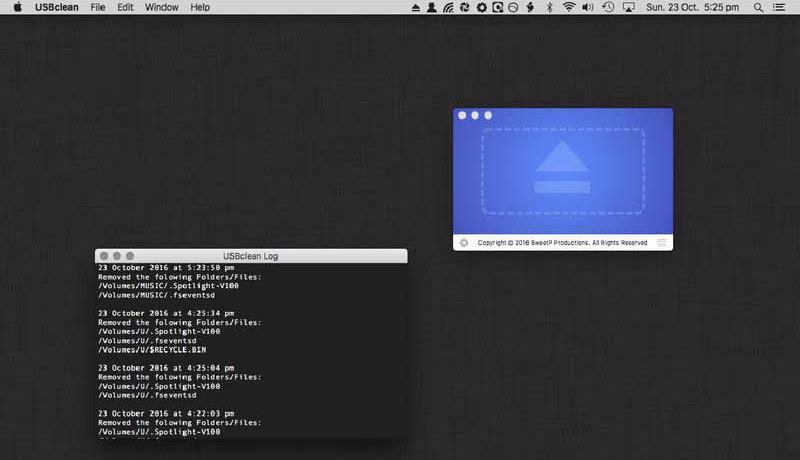 USBclean File Edit Window Help Sun. 23 Oct. 5:25 pm
Copyright © 2016 SweetP Productions. All Rights Reserved
USBclean Log
23 October 2016 at 5:23:50 pm
Removed the folowing Folders/Files:
/Volumes/MUSIC/.Spotlight-V100
/Volumes/MUSIC/.fseventsd
23 October 2016 at 4:25:34 pm
Removed the folowing Folders/Files:
/Volumes/U/.Spotlight-V100
/Volumes/U/.fseventsd
/Volumes/U/$RECYCLE.BIN
23 October 2016 at 4:25:04 pm
Removed the folowing Folders/Files:
/Volumes/U/.Spotlight-V100
/Volumes/U/.fseventsd
23 October 2016 at 4:22:03 pm
Removed the folowing Folders/Files:
/Volumes/U/.Spotlight-V100